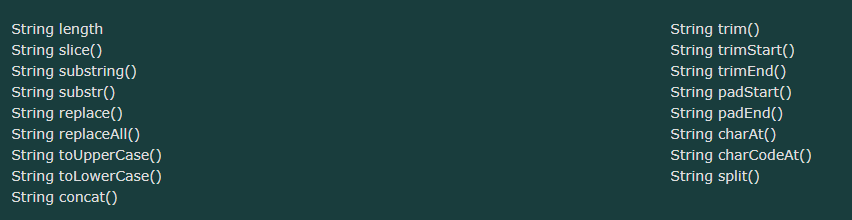 String length
String slice()
String substring()
String substr()
String replace()
String replaceAll()
String toUpperCase()
String toLowerCase()
String concat()
String trim()
String trimStart()
String trimEnd()
String padStart()
String padEnd()
String charAt()
String charCodeAt()
String split()